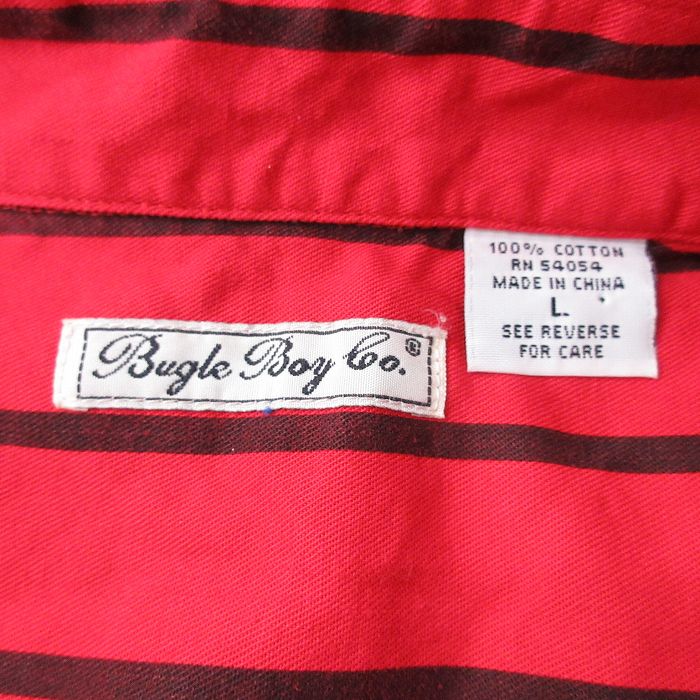 100% COTTON
RN 54054
MADE IN CHINA
L.
SEE REVERSE
FOR CARE
Bugle Boy Co.®